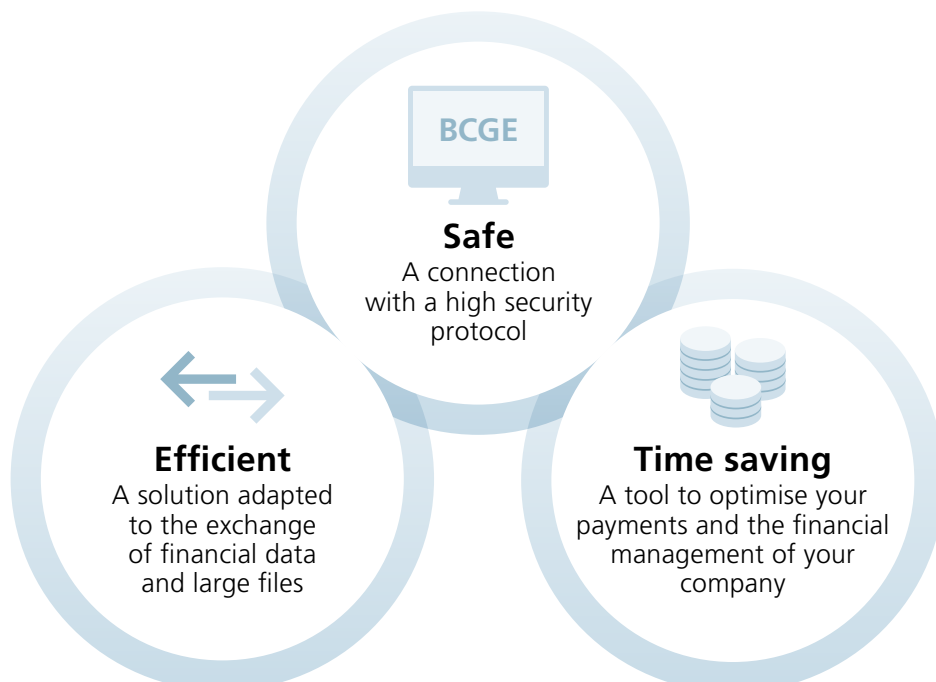 BCGE
Safe
A connection
with a high security
protocol
Efficient
A solution adapted
to the exchange
of financial data
and large files
Time saving
A tool to optimise your
payments and the financial
management of your
company